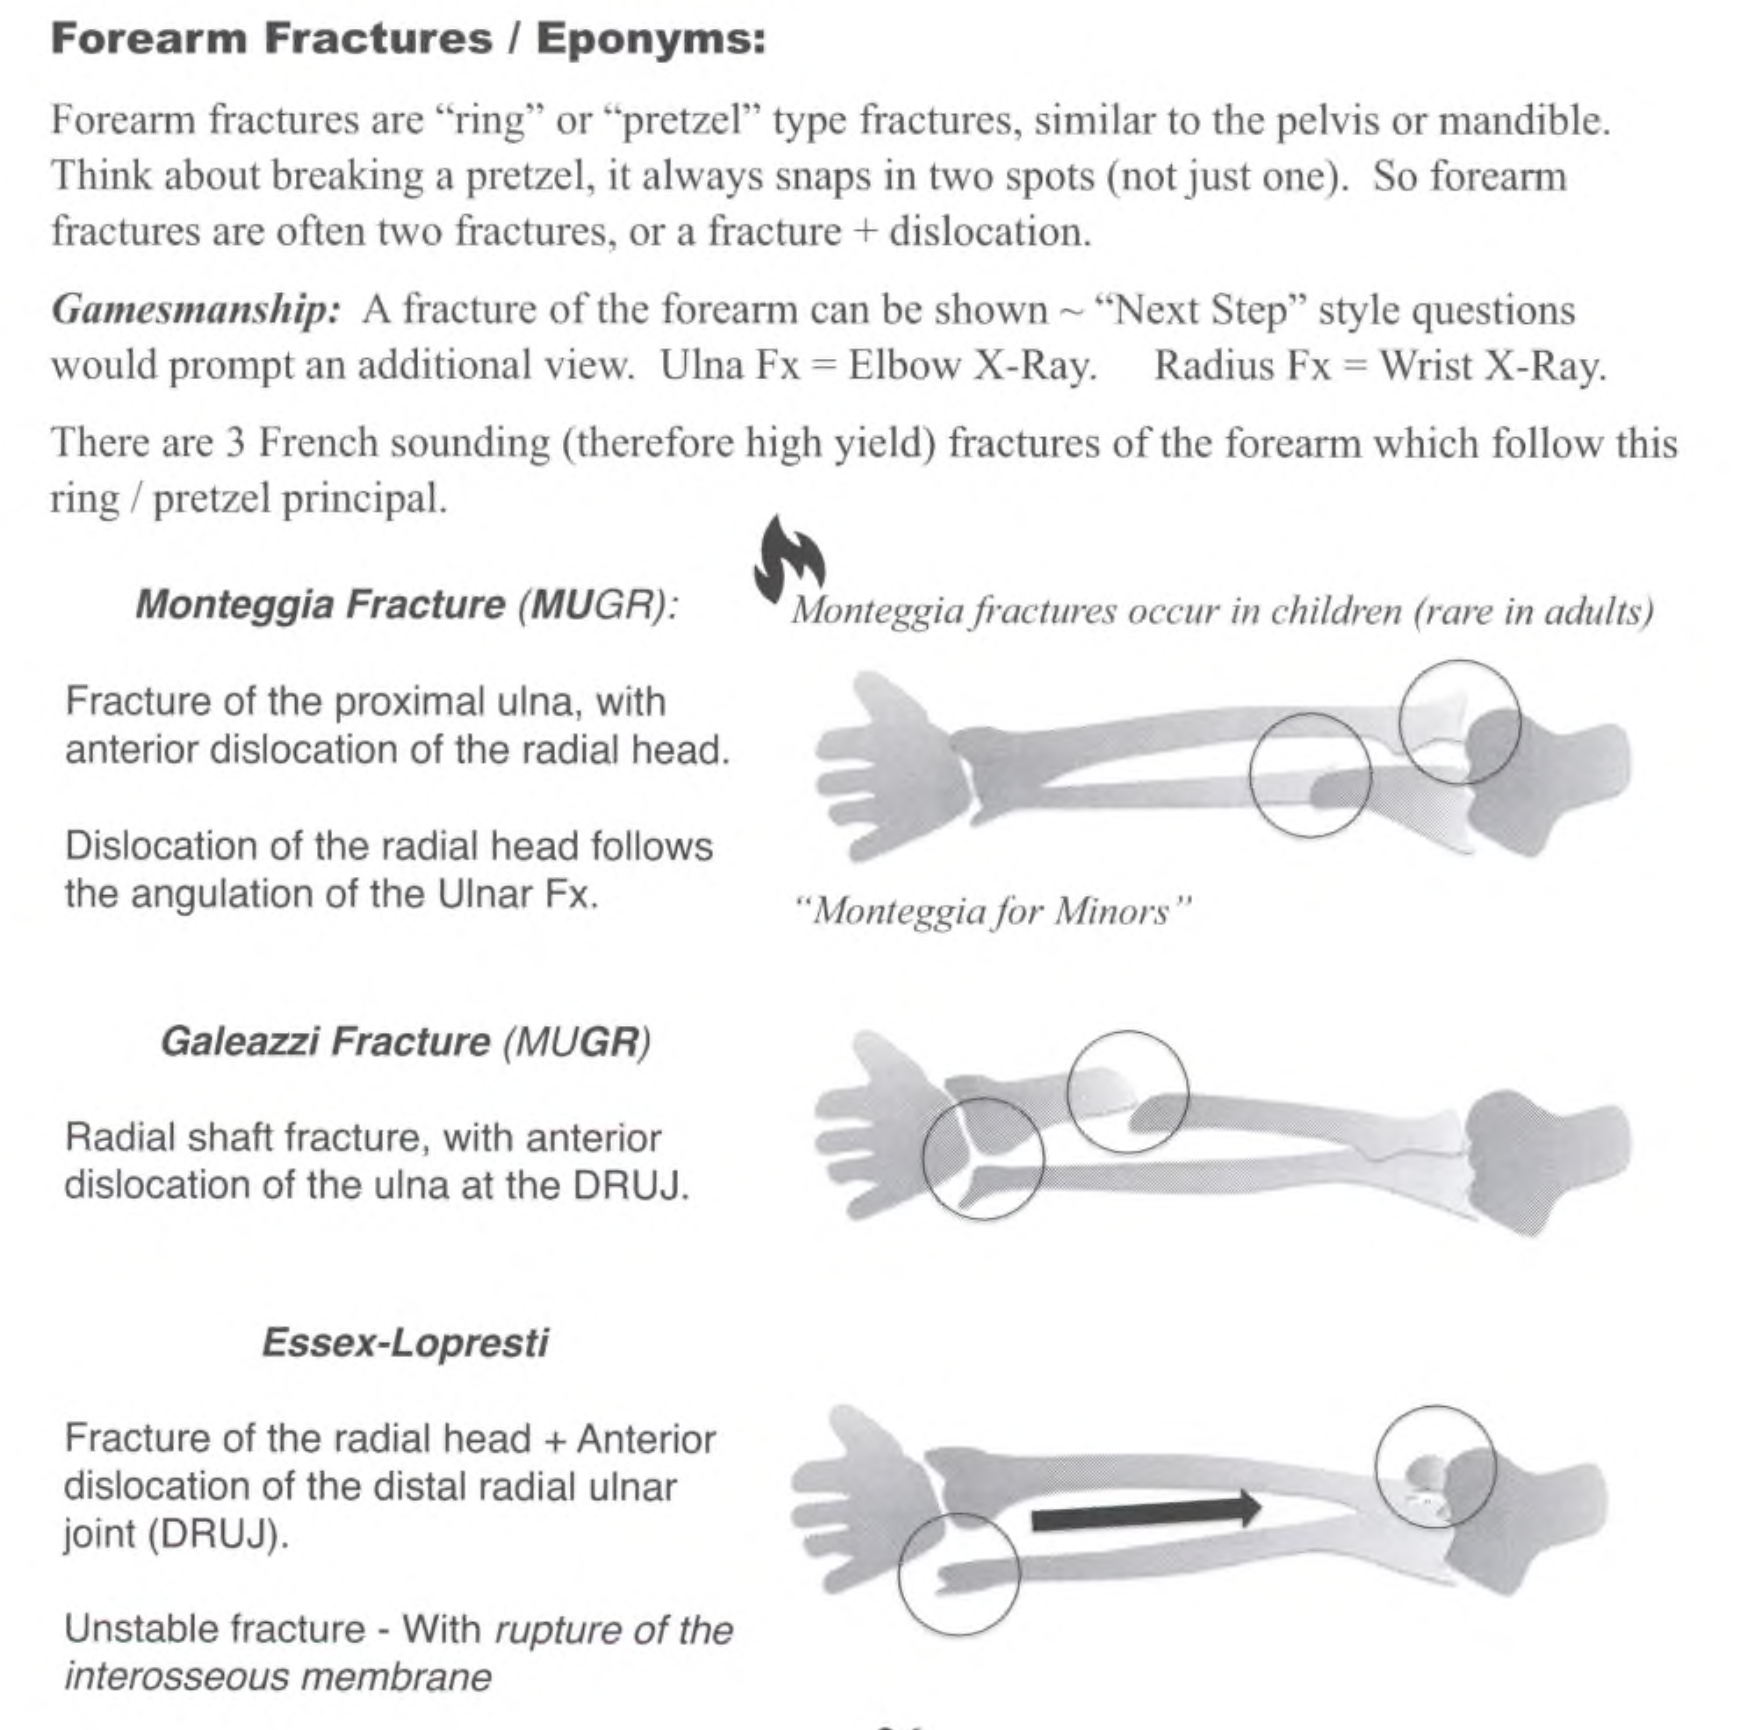 Forearm Fractures / Eponyms:
Forearm fractures are “ring” or “pretzel” type fractures, similar to the pelvis or mandible.
Think about breaking a pretzel, it always snaps in two spots (not just one). So forearm
fractures are often two fractures, or a fracture + dislocation.
Gamesmanship: A fracture of the forearm can be shown ~ “Next Step” style questions
would prompt an additional view. Ulna Fx = Elbow X-Ray. Radius Fx = Wrist X-Ray.
There are 3 French sounding (therefore high yield) fractures of the forearm which follow this
ring / pretzel principal.
Monteggia Fracture (MUGR):
Monteggia fractures occur in children (rare in adults)
Fracture of the proximal ulna, with
anterior dislocation of the radial head.
Dislocation of the radial head follows
the angulation of the Ulnar Fx.
“Monteggia for Minors”
Galeazzi Fracture (MUGR)
Radial shaft fracture, with anterior
dislocation of the ulna at the DRUJ.
Essex-Lopresti
Fracture of the radial head + Anterior
dislocation of the distal radial ulnar
joint (DRUJ).
Unstable fracture - With rupture of the
interosseous membrane